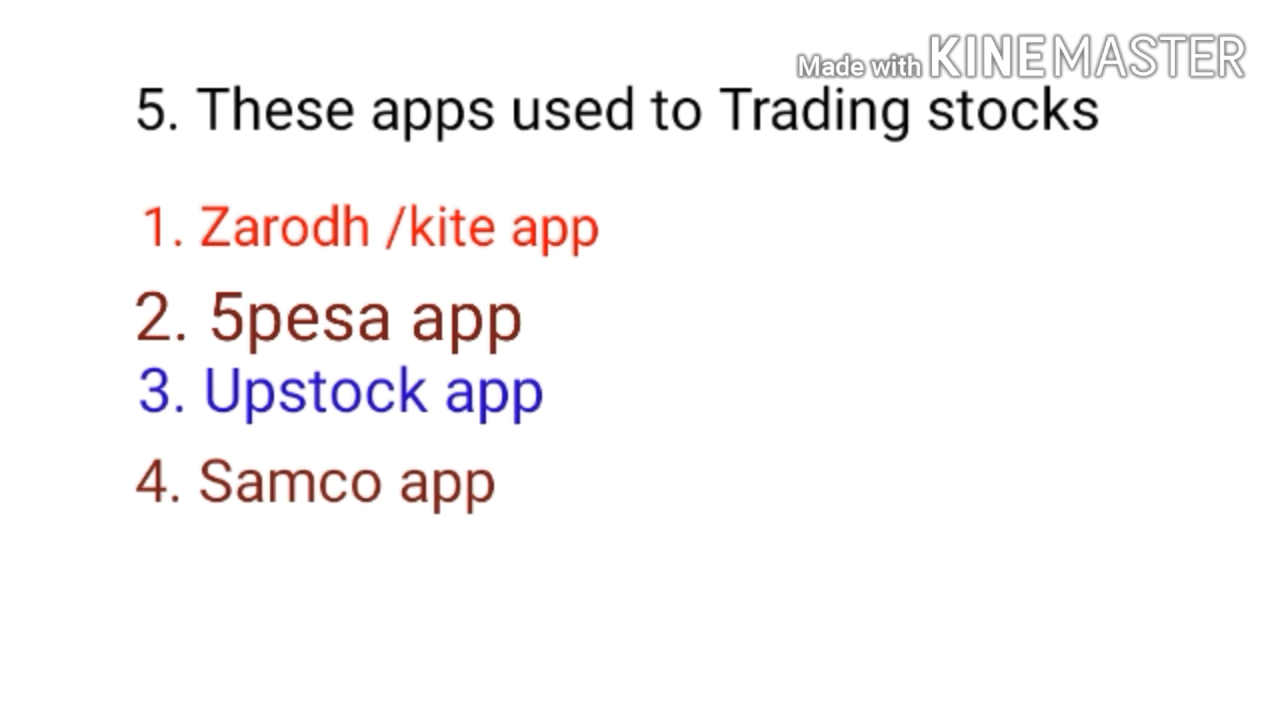 Made with KINEMASTER
5. These apps used to Trading stocks
1. Zarodh /kite app
2. 5pesa app
3. Upstock app
4. Samco app